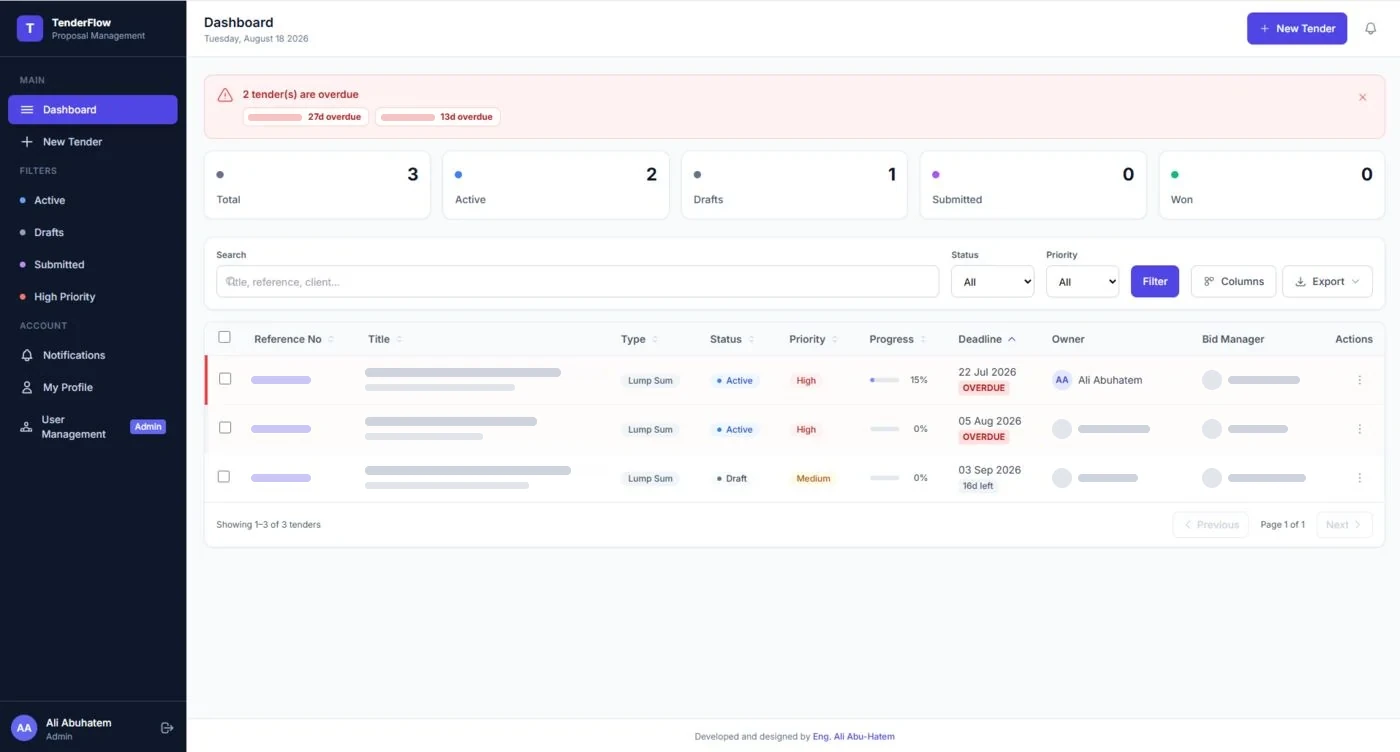 T
TenderFlow
Proposal Management
MAIN
Dashboard
New Tender
FILTERS
Active
Drafts
Submitted
High Priority
ACCOUNT
Notifications
My Profile
User Management
Admin
AA
Ali Abuhatem
Admin
Dashboard
Tuesday, August 18 2026
+ New Tender
2 tender(s) are overdue
27d overdue
13d overdue
3
Total
2
Active
1
Drafts
0
Submitted
0
Won
Search
Status
Priority
title, reference, client...
All
All
Filter
Columns
Export
Reference No
Title
Type
Status
Priority
Progress
Deadline
Owner
Bid Manager
Actions
Lump Sum
Active
High
15%
22 Jul 2026
OVERDUE
AA
Ali Abuhatem
Lump Sum
Active
High
0%
05 Aug 2026
OVERDUE
Lump Sum
Draft
Medium
0%
03 Sep 2026
16d left
Showing 1–3 of 3 tenders
Previous
Page 1 of 1
Next
Developed and designed by Eng. Ali Abu-Hatem